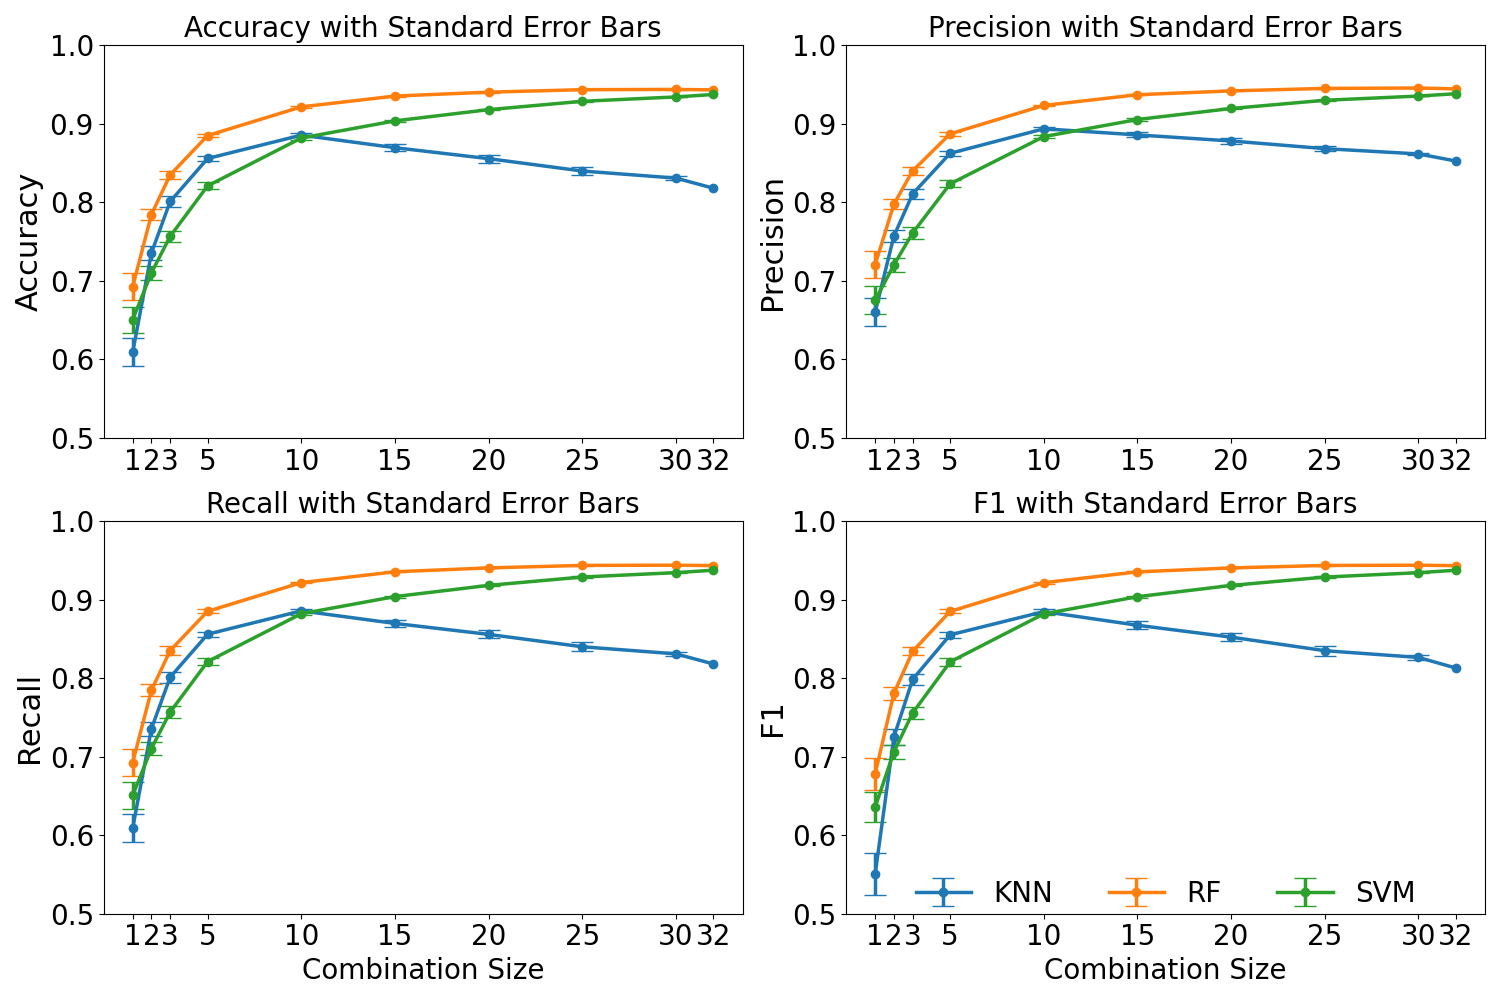 Accuracy with Standard Error Bars
1.0
0.9
0.8
0.7
0.6
0.5
Accuracy
1 2 3 5 10 15 20 25 30 32
Precision with Standard Error Bars
1.0
0.9
0.8
0.7
0.6
0.5
Precision
1 2 3 5 10 15 20 25 30 32
Recall with Standard Error Bars
1.0
0.9
0.8
0.7
0.6
0.5
Recall
1 2 3 5 10 15 20 25 30 32
Combination Size
F1 with Standard Error Bars
1.0
0.9
0.8
0.7
0.6
0.5
F1
KNN RF SVM
1 2 3 5 10 15 20 25 30 32
Combination Size